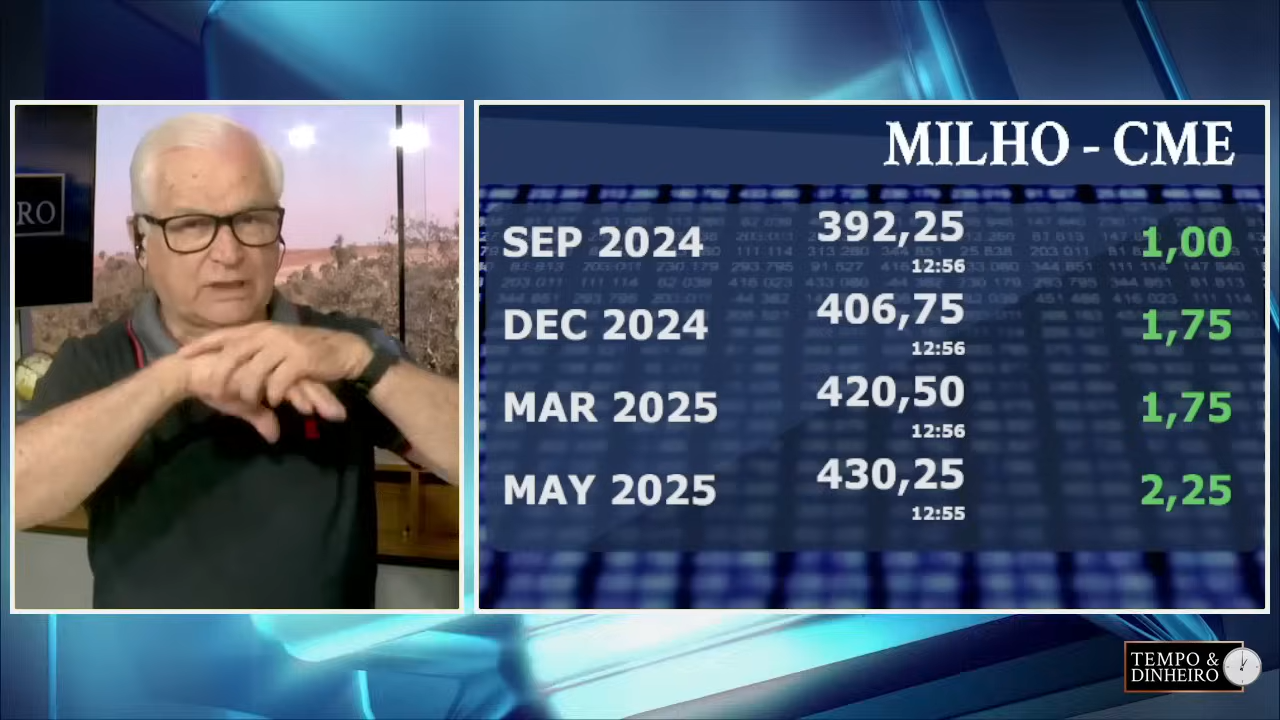 RO
MILHO - CME
SEP 2024 392,25 1,00
12:56
DEC 2024 406,75 1,75
12:56
MAR 2025 420,50 1,75
12:56
MAY 2025 430,25 2,25
12:55
TEMPO &
DINHEIRO